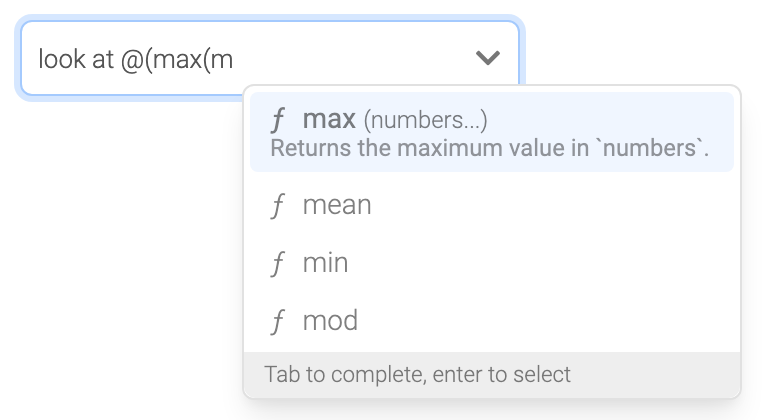 look at @(max(m
ƒ max (numbers...)
Returns the maximum value in `numbers`.
ƒ mean
ƒ min
ƒ mod
Tab to complete, enter to select